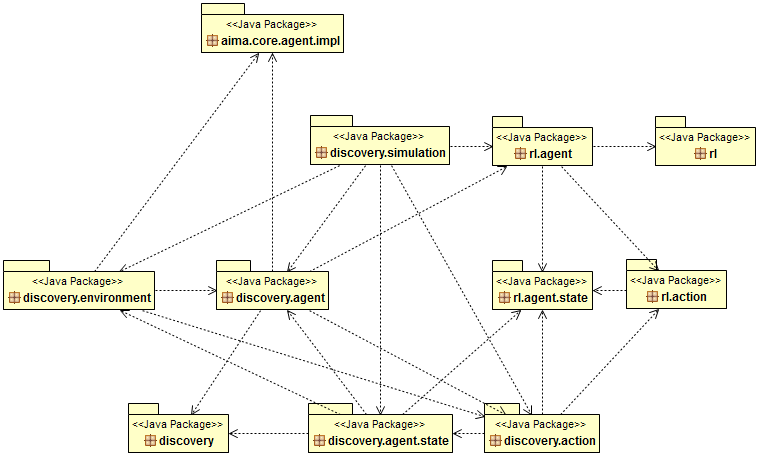 <<Java Package>>
aima.core.agent.impl
<<Java Package>>
discovery.simulation
<<Java Package>>
rl.agent
<<Java Package>>
rl
<<Java Package>>
discovery.environment
<<Java Package>>
discovery.agent
<<Java Package>>
rl.agent.state
<<Java Package>>
rl.action
<<Java Package>>
discovery
<<Java Package>>
discovery.agent.state
<<Java Package>>
discovery.action